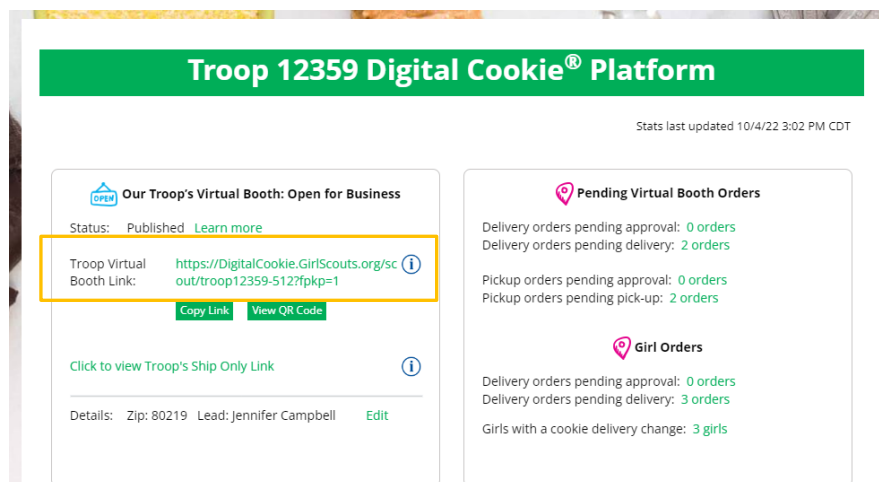 Troop 12359 Digital Cookie® Platform
Stats last updated 10/4/22 3:02 PM CDT
OPEN
Our Troop's Virtual Booth: Open for Business
Status: Published Learn more
Troop Virtual Booth Link: https://DigitalCookie.GirlScouts.org/sc
out/troop12359-512?fpkp=1
Copy Link View QR Code
Click to view Troop's Ship Only Link
Details: Zip: 80219 Lead: Jennifer Campbell Edit
Pending Virtual Booth Orders
Delivery orders pending approval: 0 orders
Delivery orders pending delivery: 2 orders
Pickup orders pending approval: 0 orders
Pickup orders pending pick-up: 2 orders
Girl Orders
Delivery orders pending approval: 0 orders
Delivery orders pending delivery: 3 orders
Girls with a cookie delivery change: 3 girls